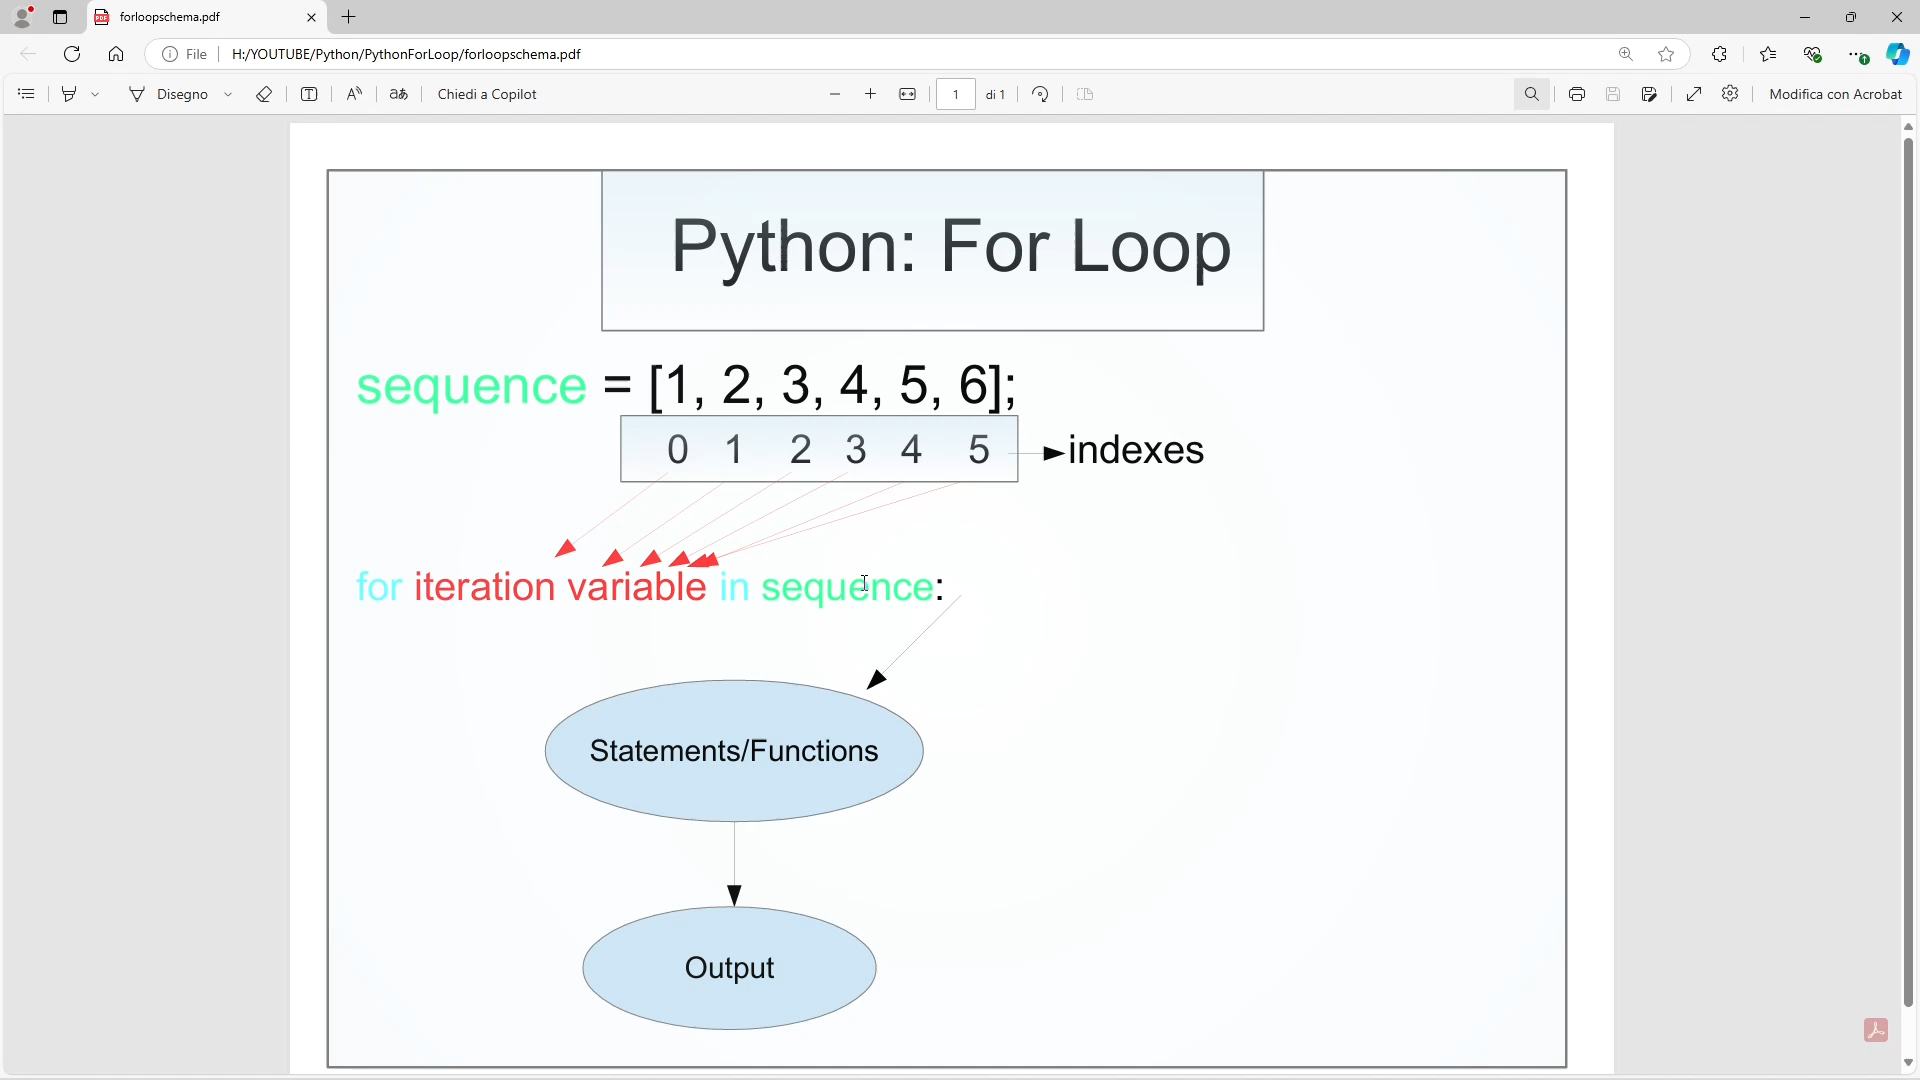 forloopschema.pdf
File
H:/YOUTUBE/Python/PythonForLoop/forloopschema.pdf
Disegno
Chiedi a Copilot
1 di 1
Modifica con Acrobat
Python: For Loop
sequence = [1, 2, 3, 4, 5, 6];
0 1 2 3 4 5 indexes
for iteration variable in sequence:
Statements/Functions
Output